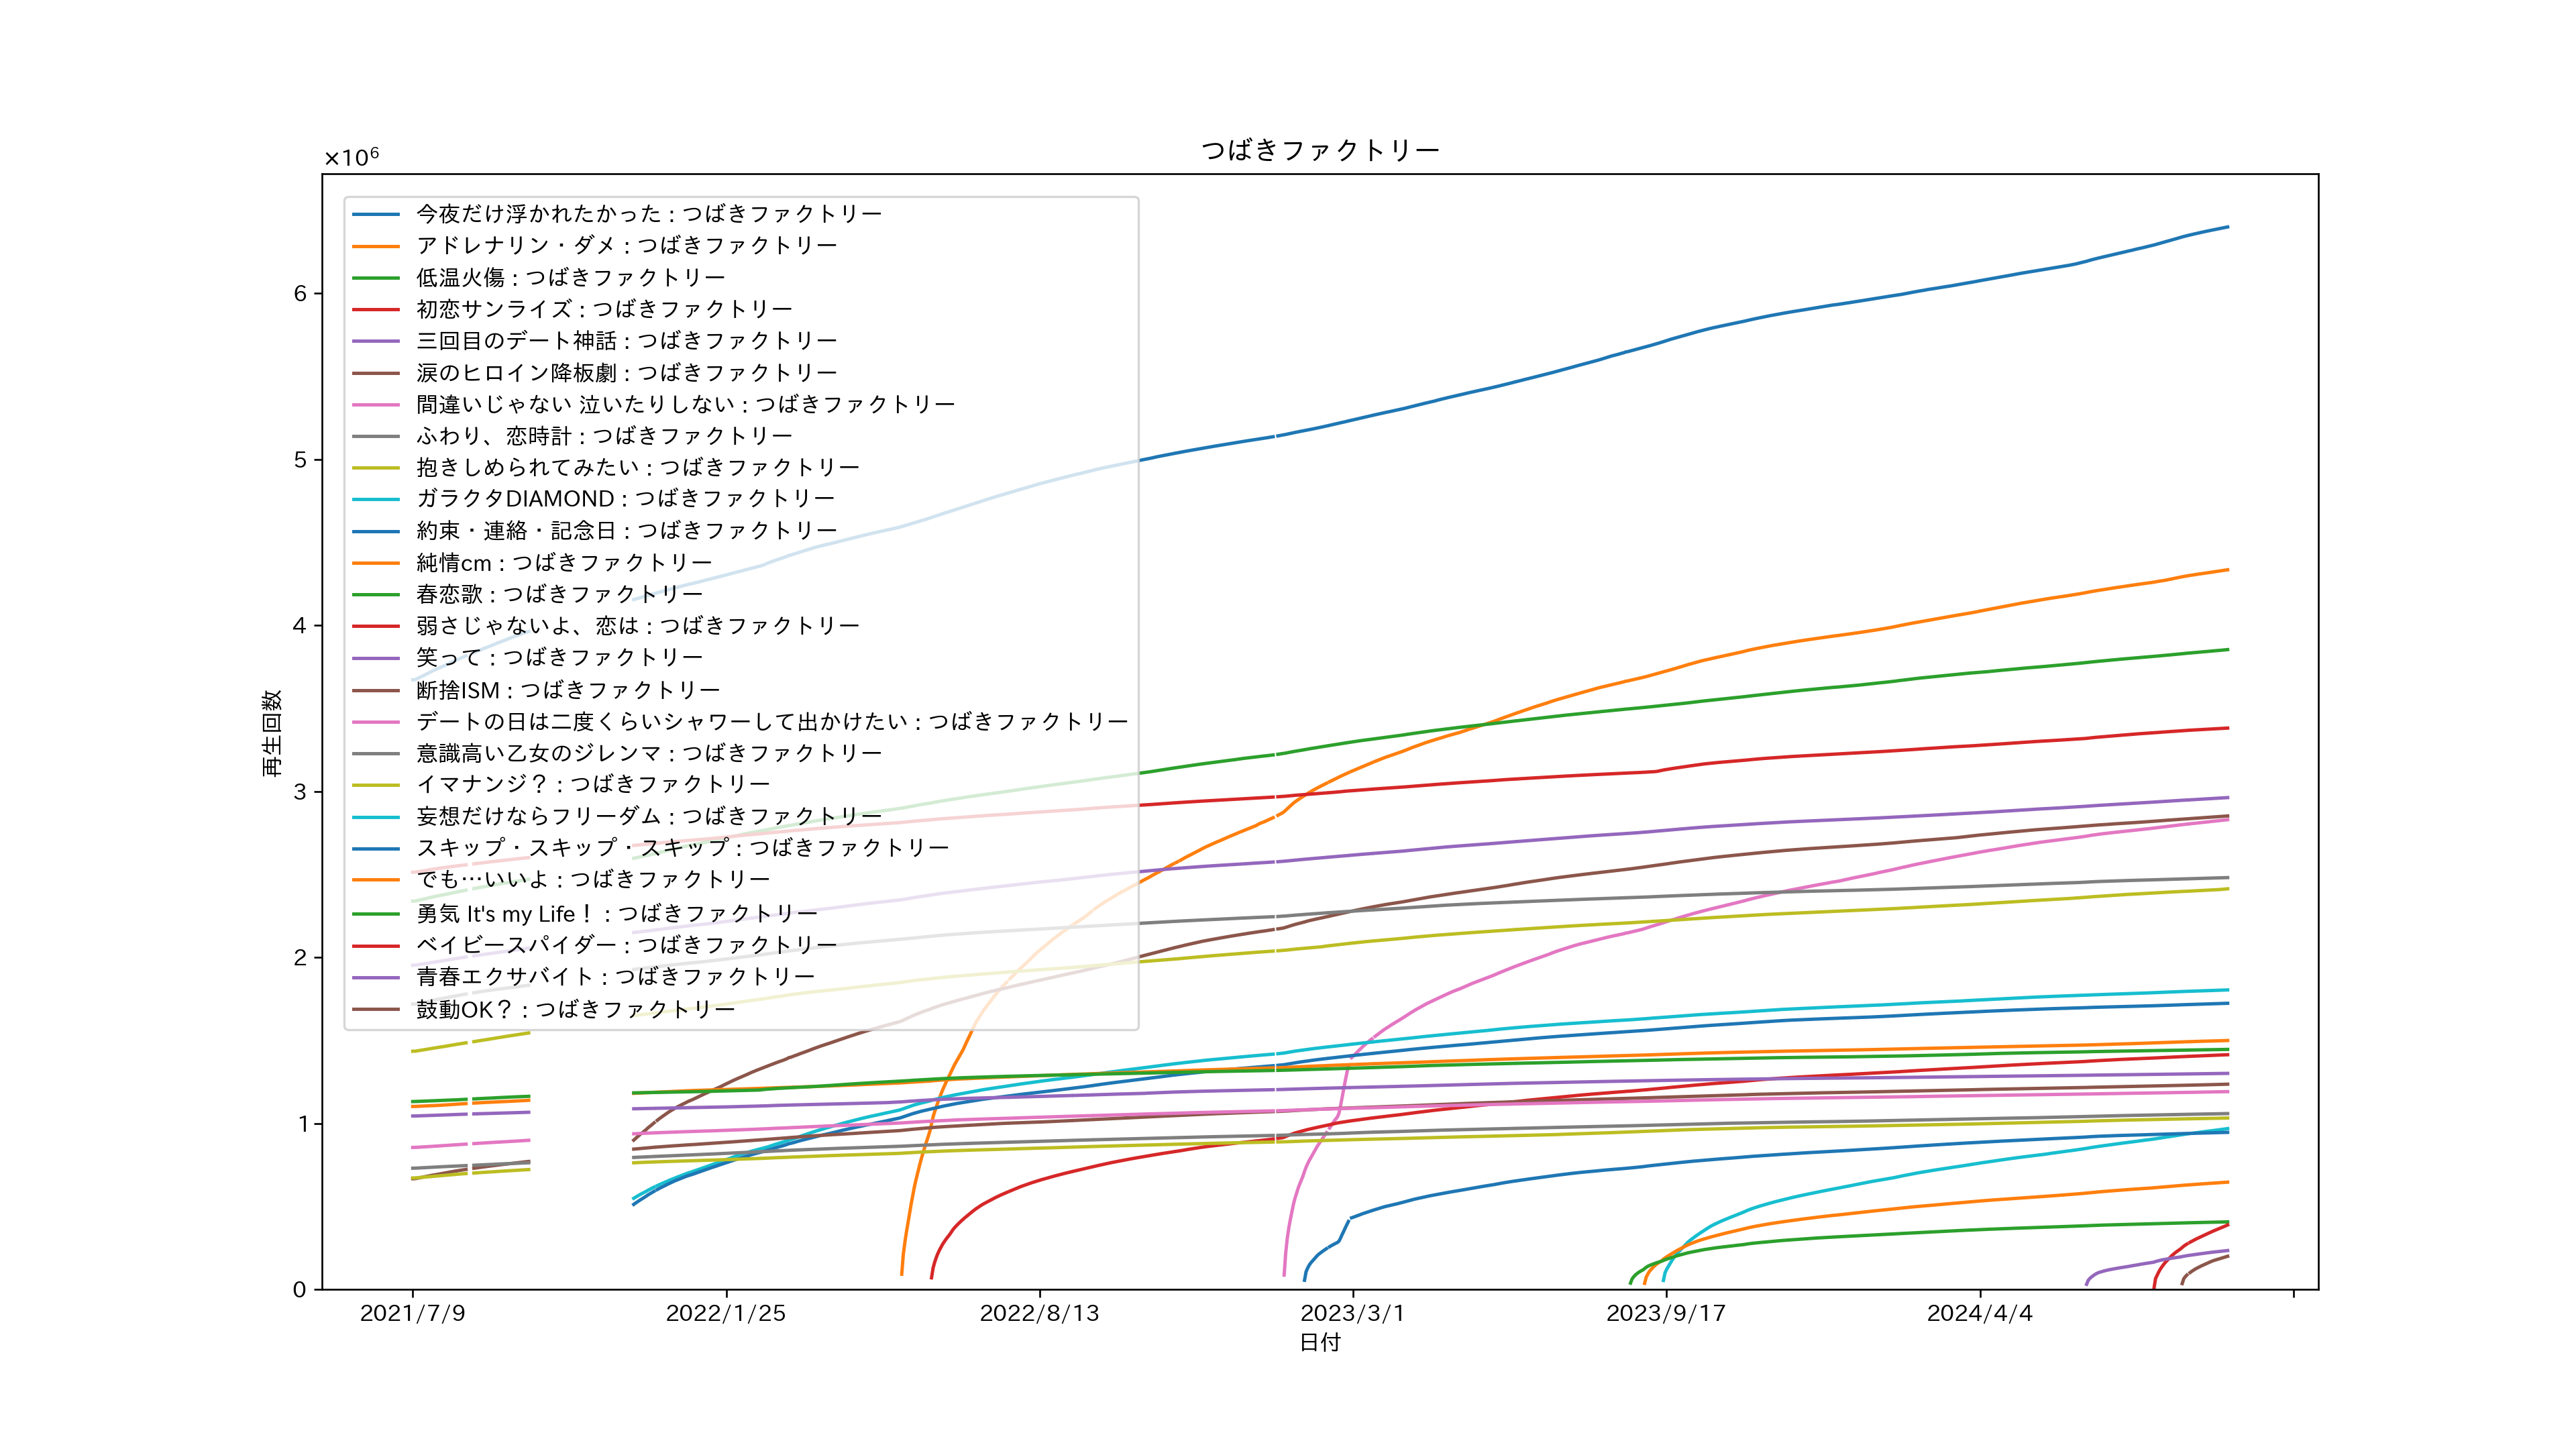 つばきファクトリー
×10⁶
今夜だけ浮かれたかった : つばきファクトリー
アドレナリン・ダメ : つばきファクトリー
低温火傷 : つばきファクトリー
初恋サンライズ : つばきファクトリー
三回目のデート神話 : つばきファクトリー
涙のヒロイン降板劇 : つばきファクトリー
間違いじゃない 泣いたりしない : つばきファクトリー
ふわり、恋時計 : つばきファクトリー
抱きしめられてみたい : つばきファクトリー
ガラクタDIAMOND : つばきファクトリー
約束・連絡・記念日 : つばきファクトリー
純情cm : つばきファクトリー
春恋歌 : つばきファクトリー
弱さじゃないよ、恋は : つばきファクトリー
笑って : つばきファクトリー
断捨ISM : つばきファクトリー
デートの日は二度くらいシャワーして出かけたい : つばきファクトリー
意識高い乙女のジレンマ : つばきファクトリー
イマナンジ？ : つばきファクトリー
妄想だけならフリーダム : つばきファクトリー
スキップ・スキップ・スキップ : つばきファクトリー
でも…いいよ : つばきファクトリー
勇気 It's my Life！ : つばきファクトリー
ベイビースパイダー : つばきファクトリー
青春エクサバイト : つばきファクトリー
鼓動OK？ : つばきファクトリー
6
5
4
3
2
1
0
再生回数
2021/7/9
2022/1/25
2022/8/13
2023/3/1
2023/9/17
2024/4/4
日付